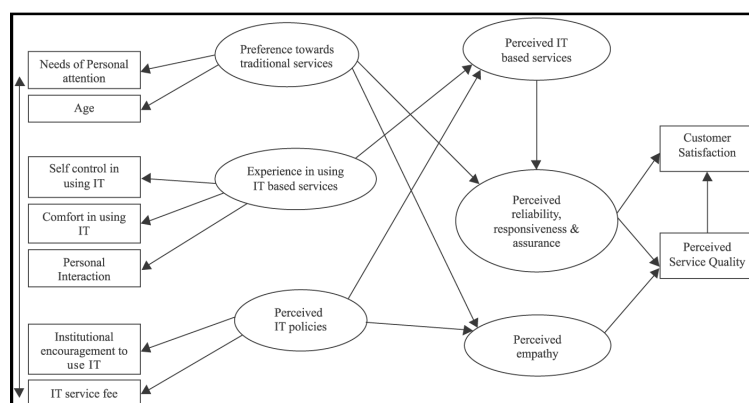 Needs of Personal
attention
Age
Self control in
using IT
Comfort in using
IT
Personal
Interaction
Institutional
encouragement to
use IT
IT service fee
Preference towards
traditional services
Experience in using
IT based services
Perceived
IT policies
Perceived IT
based services
Perceived
reliability,
responsiveness &
assurance
Perceived
empathy
Customer
Satisfaction
Perceived
Service Quality